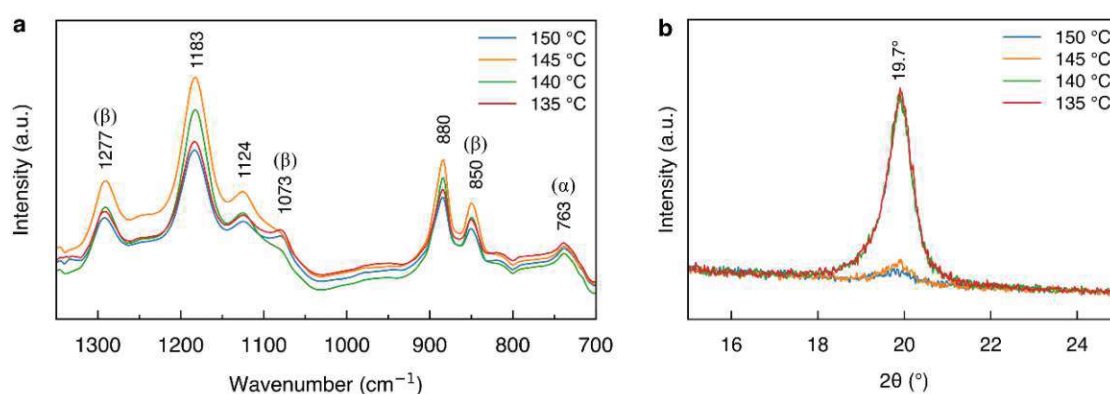 a
150 °C
145 °C
140 °C
135 °C
1277 (β)
1183
1124
1073 (β)
880
850 (β)
763 (α)
Intensity (a.u.)
1300 1200 1100 1000 900 800 700
Wavenumber (cm⁻¹)
b
150 °C
145 °C
140 °C
135 °C
19.7°
Intensity (a.u.)
16 18 20 22 24
2θ (°)